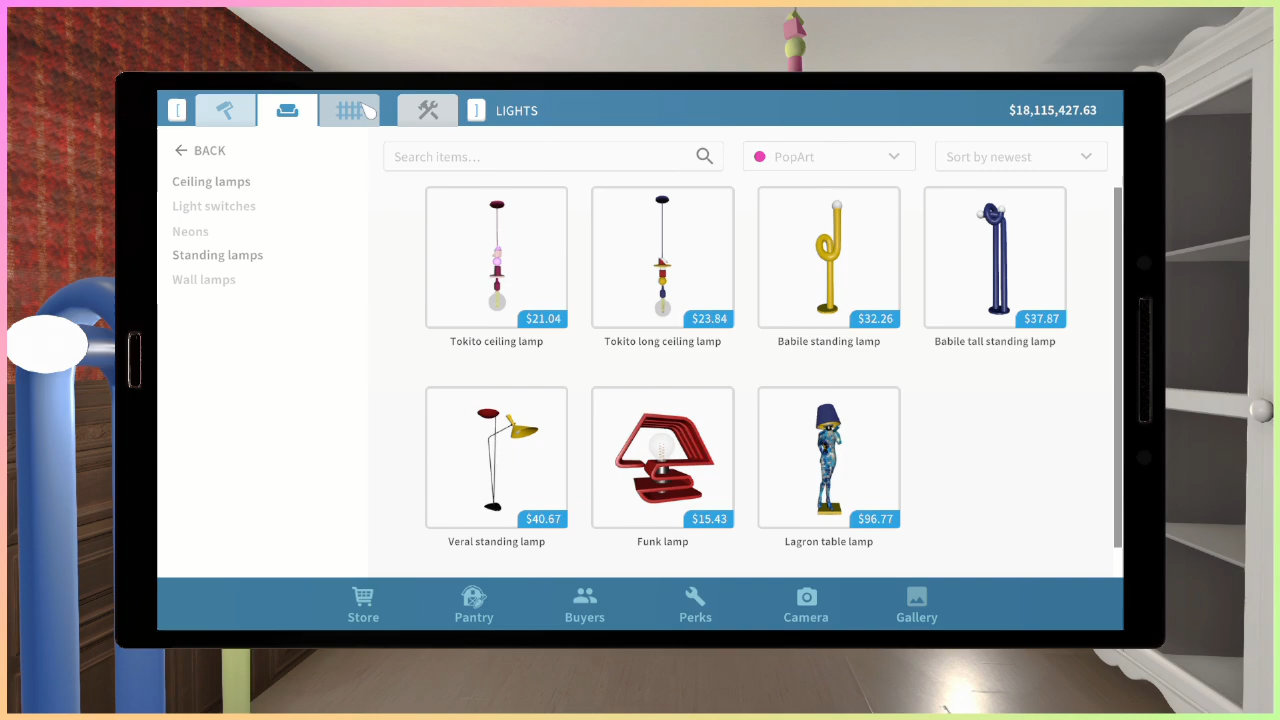 [ ] LIGHTS $18,115,427.63
BACK
Search items...
PopArt
Sort by newest
Ceiling lamps
Light switches
Neons
Standing lamps
Wall lamps
$21.04
$23.84
$32.26
$37.87
Tokito ceiling lamp
Tokito long ceiling lamp
Babile standing lamp
Babile tall standing lamp
$40.67
$15.43
$96.77
Veral standing lamp
Funk lamp
Lagron table lamp
Store
Pantry
Buyers
Perks
Camera
Gallery